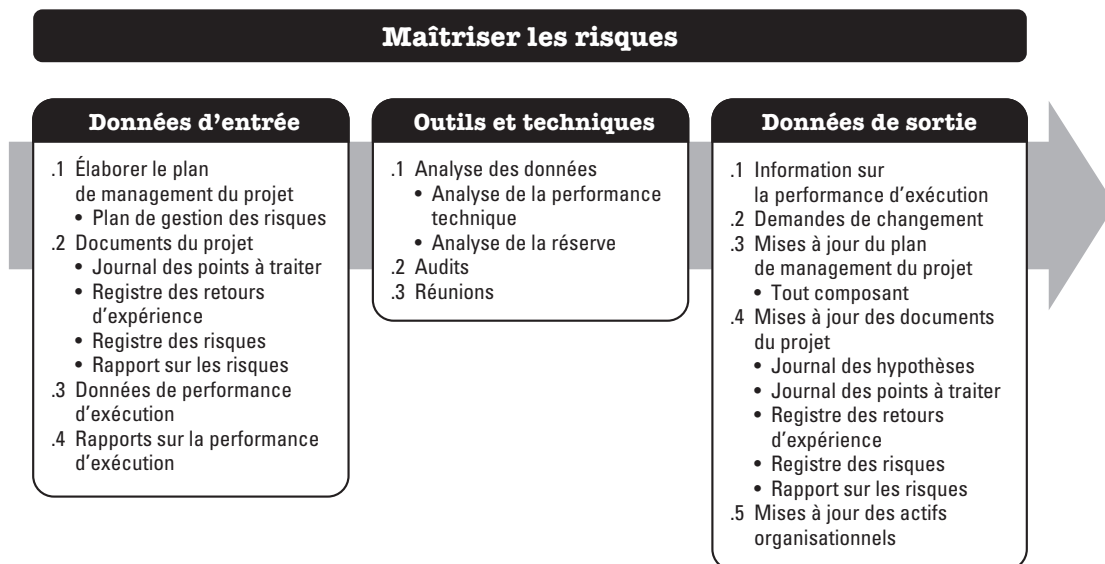 Maîtriser les risques
Données d'entrée
.1 Élaborer le plan
de management du projet
• Plan de gestion des risques
.2 Documents du projet
• Journal des points à traiter
• Registre des retours
d'expérience
• Registre des risques
• Rapport sur les risques
.3 Données de performance
d'exécution
.4 Rapports sur la performance
d'exécution
Outils et techniques
.1 Analyse des données
• Analyse de la performance
technique
• Analyse de la réserve
.2 Audits
.3 Réunions
Données de sortie
.1 Information sur
la performance d'exécution
.2 Demandes de changement
.3 Mises à jour du plan
de management du projet
• Tout composant
.4 Mises à jour des documents
du projet
• Journal des hypothèses
• Journal des points à traiter
• Registre des retours
d'expérience
• Registre des risques
• Rapport sur les risques
.5 Mises à jour des actifs
organisationnels